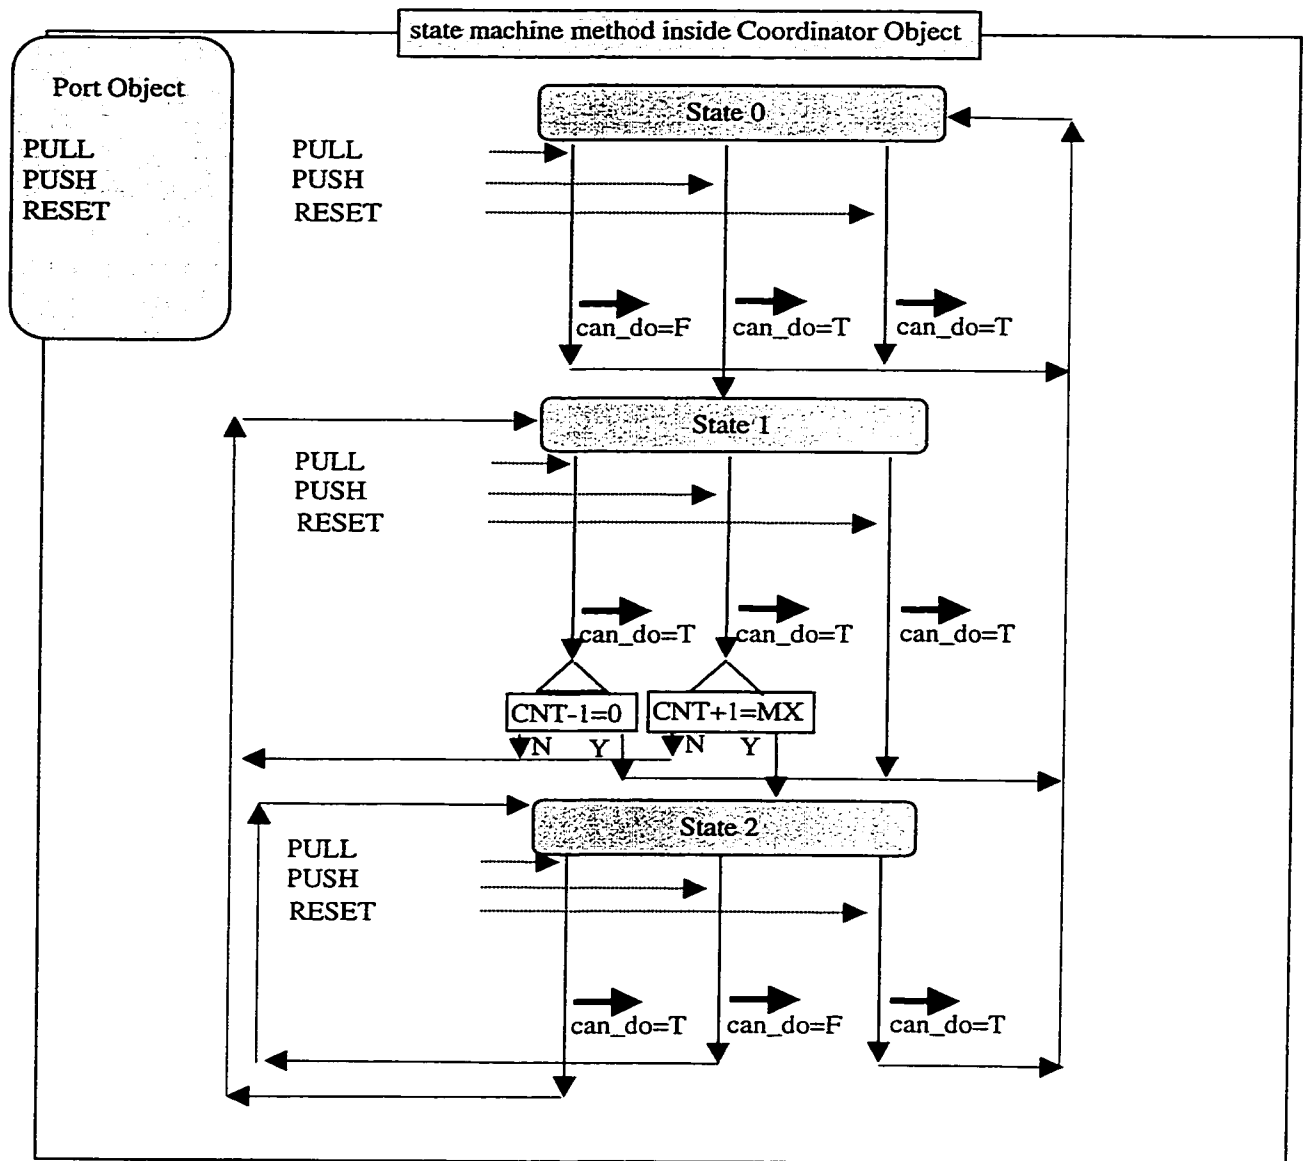 state machine method inside Coordinator Object
Port Object
PULL
PUSH
RESET
State 0
PULL
PUSH
RESET
can_do=F
can_do=T
can_do=T
State 1
PULL
PUSH
RESET
can_do=T
can_do=T
can_do=T
CNT-1=0
CNT+1=MX
N
Y
N
Y
State 2
PULL
PUSH
RESET
can_do=T
can_do=F
can_do=T